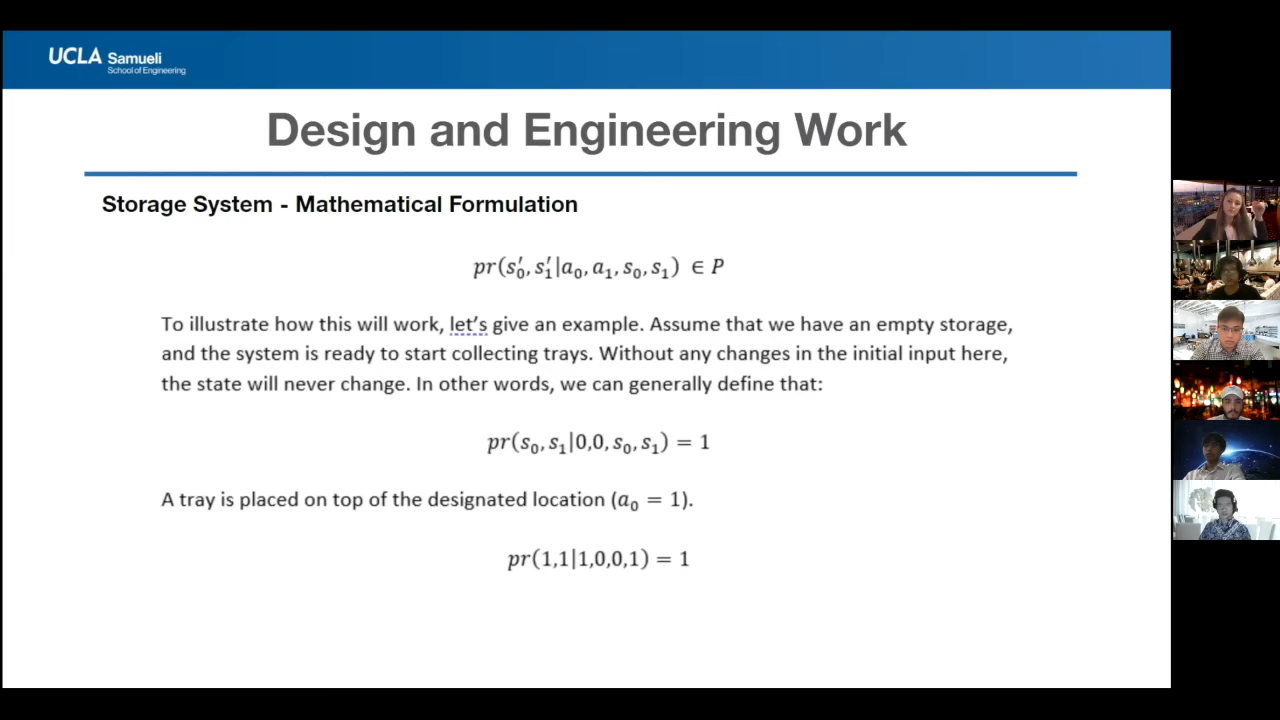 UCLA Samueli
School of Engineering
Design and Engineering Work
Storage System - Mathematical Formulation
pr(s₀′, s₁′|a₀, a₁, s₀, s₁) ∈ P
To illustrate how this will work, let's give an example. Assume that we have an empty storage,
and the system is ready to start collecting trays. Without any changes in the initial input here,
the state will never change. In other words, we can generally define that:
pr(s₀, s₁|0,0, s₀, s₁) = 1
A tray is placed on top of the designated location (a₀ = 1).
pr(1,1|1,0,0,1) = 1